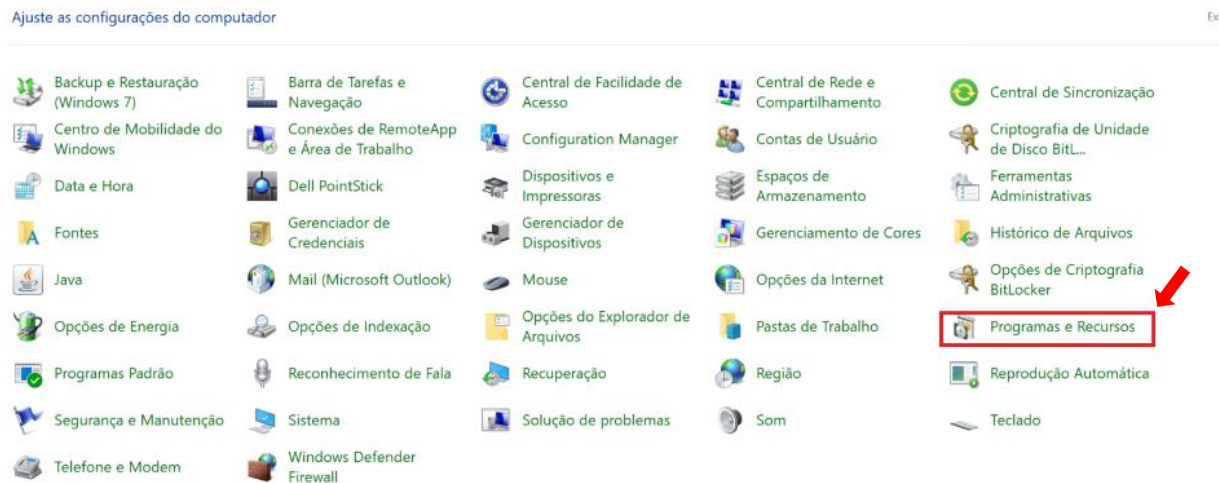 Ajuste as configurações do computador
Backup e Restauração
(Windows 7)
Barra de Tarefas e
Navegação
Central de Facilidade de
Acesso
Central de Rede e
Compartilhamento
Central de Sincronização
Centro de Mobilidade do
Windows
Conexões de RemoteApp
e Área de Trabalho
Configuration Manager
Contas de Usuário
Criptografia de Unidade
de Disco BitL...
Data e Hora
Dell PointStick
Dispositivos e
Impressoras
Espaços de
Armazenamento
Ferramentas
Administrativas
Fontes
Gerenciador de
Credenciais
Gerenciador de
Dispositivos
Gerenciamento de Cores
Histórico de Arquivos
Java
Mail (Microsoft Outlook)
Mouse
Opções da Internet
Opções de Criptografia
BitLocker
Opções de Energia
Opções de Indexação
Opções do Explorador de
Arquivos
Pastas de Trabalho
Programas e Recursos
Programas Padrão
Reconhecimento de Fala
Recuperação
Região
Reprodução Automática
Segurança e Manutenção
Sistema
Solução de problemas
Som
Teclado
Telefone e Modem
Windows Defender
Firewall